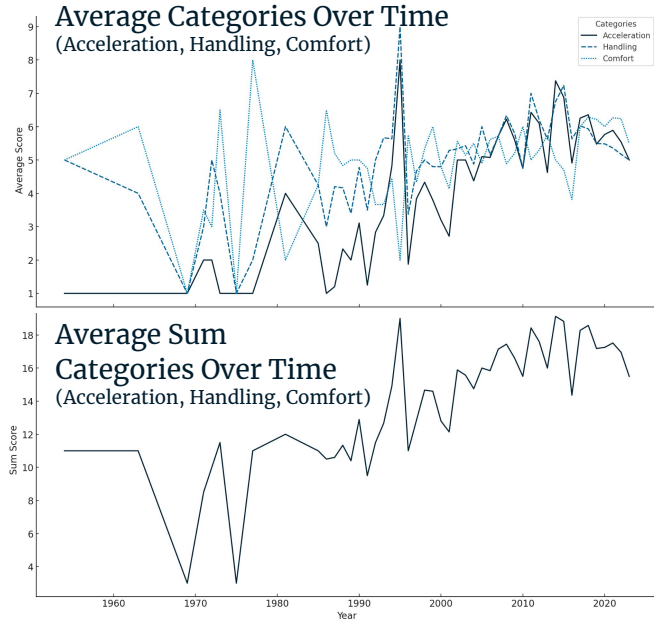 Average Categories Over Time
(Acceleration, Handling, Comfort)
Categories
Acceleration
Handling
Comfort
Average Score
9
8
7
6
5
4
3
2
1
Average Sum
Categories Over Time
(Acceleration, Handling, Comfort)
Sum Score
18
16
14
12
10
8
6
4
1960 1970 1980 1990 2000 2010 2020
Year